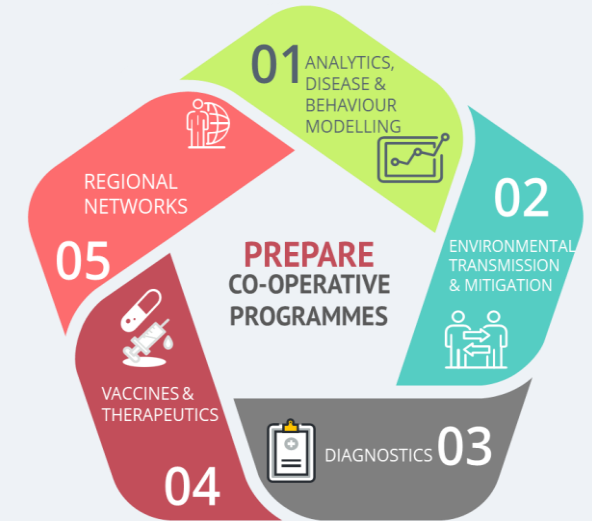 01
ANALYTICS,
DISEASE &
BEHAVIOUR
MODELLING
02
ENVIRONMENTAL
TRANSMISSION
& MITIGATION
03
DIAGNOSTICS
04
VACCINES &
THERAPEUTICS
05
REGIONAL
NETWORKS
PREPARE
CO-OPERATIVE
PROGRAMMES